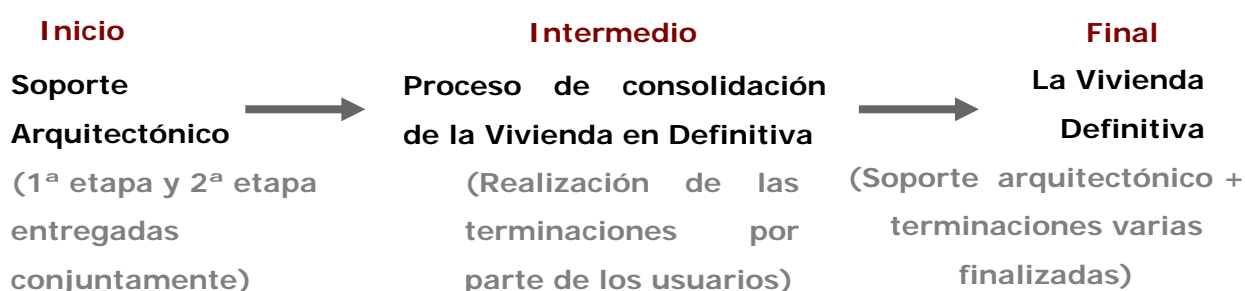 Inicio
Soporte
Arquitectónico
(1ª etapa y 2ª etapa
entregadas
conjuntamente)
Intermedio
Proceso de consolidación
de la Vivienda en Definitiva
(Realización de las
terminaciones por
parte de los usuarios)
Final
La Vivienda
Definitiva
(Soporte arquitectónico +
terminaciones varias
finalizadas)